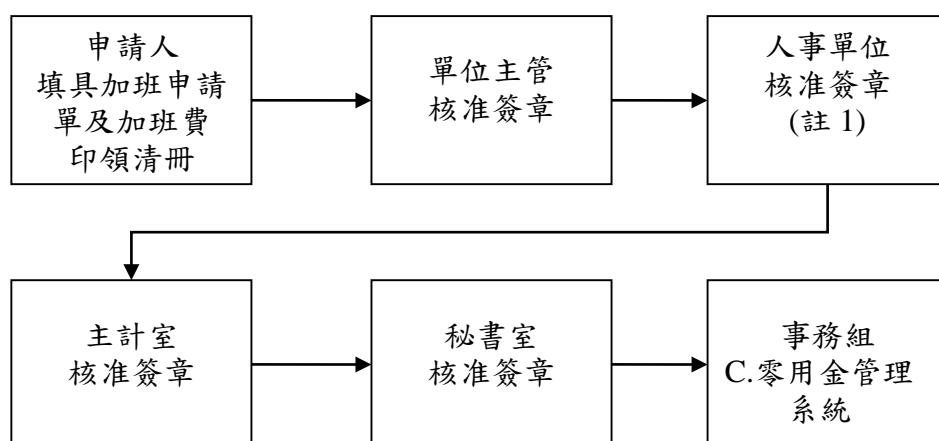 申請人
填具加班申請
單及加班費
印領清冊
單位主管
核准簽章
人事單位
核准簽章
(註 1)
主計室
核准簽章
秘書室
核准簽章
事務組
C.零用金管理
系統